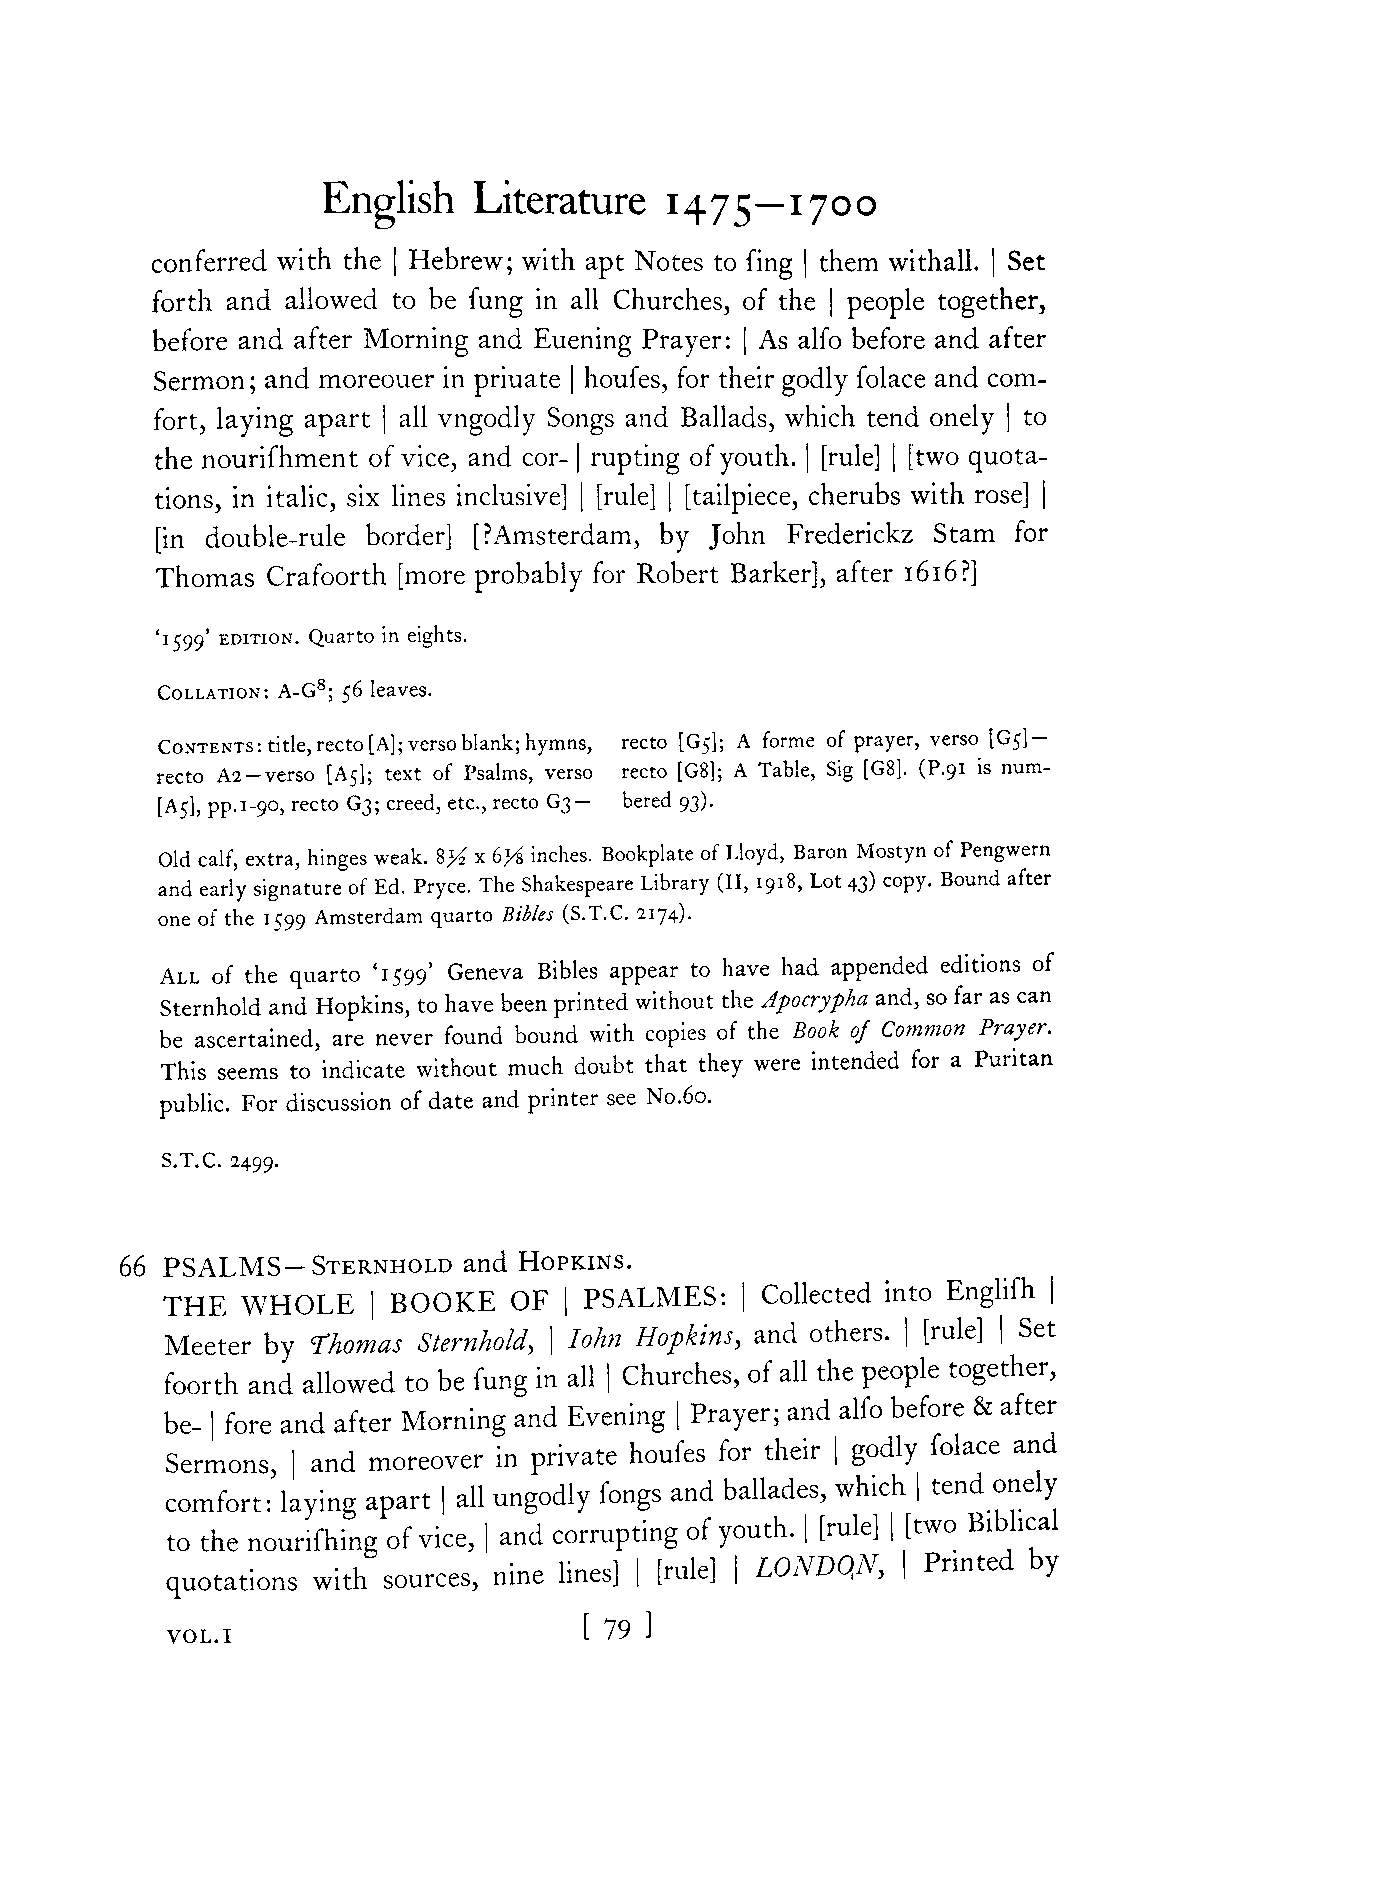 English Literature 1475—1700
conferred with the | Hebrew; with apt Notes to ſing | them withall. | Set
forth and allowed to be ſung in all Churches, of the | people together,
before and after Morning and Euening Prayer: | As alſo before and after
Sermon; and moreouer in priuate | houſes, for their godly ſolace and com-
fort, laying apart | all vngodly Songs and Ballads, which tend onely | to
the nouriſhment of vice, and cor- | rupting of youth. | [rule] | [two quota-
tions, in italic, six lines inclusive] | [rule] | [tailpiece, cherubs with rose] |
[in double-rule border] [?Amsterdam, by John Frederickz Stam for
Thomas Crafoorth [more probably for Robert Barker], after 1616?]
‘1599’ EDITION. Quarto in eights.
COLLATION: A-G⁸; 56 leaves.
CONTENTS: title, recto [A]; verso blank; hymns,
recto A2—verso [A5]; text of Psalms, verso
[A5], pp.1-90, recto G3; creed, etc., recto G3—
recto [G5]; A forme of prayer, verso [G5]—
recto [G8]; A Table, Sig [G8]. (P.91 is num-
bered 93).
Old calf, extra, hinges weak. 8½ x 6⅛ inches. Bookplate of Lloyd, Baron Mostyn of Pengwern
and early signature of Ed. Pryce. The Shakespeare Library (II, 1918, Lot 43) copy. Bound after
one of the 1599 Amsterdam quarto Bibles (S.T.C. 2174).
ALL of the quarto ‘1599’ Geneva Bibles appear to have had appended editions of
Sternhold and Hopkins, to have been printed without the Apocrypha and, so far as can
be ascertained, are never found bound with copies of the Book of Common Prayer.
This seems to indicate without much doubt that they were intended for a Puritan
public. For discussion of date and printer see No.60.
S.T.C. 2499.
66 PSALMS—STERNHOLD and HOPKINS.
THE WHOLE | BOOKE OF | PSALMES: | Collected into Engliſh |
Meeter by Thomas Sternhold, | Iohn Hopkins, and others. | [rule] | Set
foorth and allowed to be ſung in all | Churches, of all the people together,
be- | fore and after Morning and Evening | Prayer; and alſo before & after
Sermons, | and moreover in private houſes for their | godly ſolace and
comfort: laying apart | all ungodly ſongs and ballades, which | tend onely
to the nouriſhing of vice, | and corrupting of youth. | [rule] | [two Biblical
quotations with sources, nine lines] | [rule] | LONDON, | Printed by
VOL.I [ 79 ]